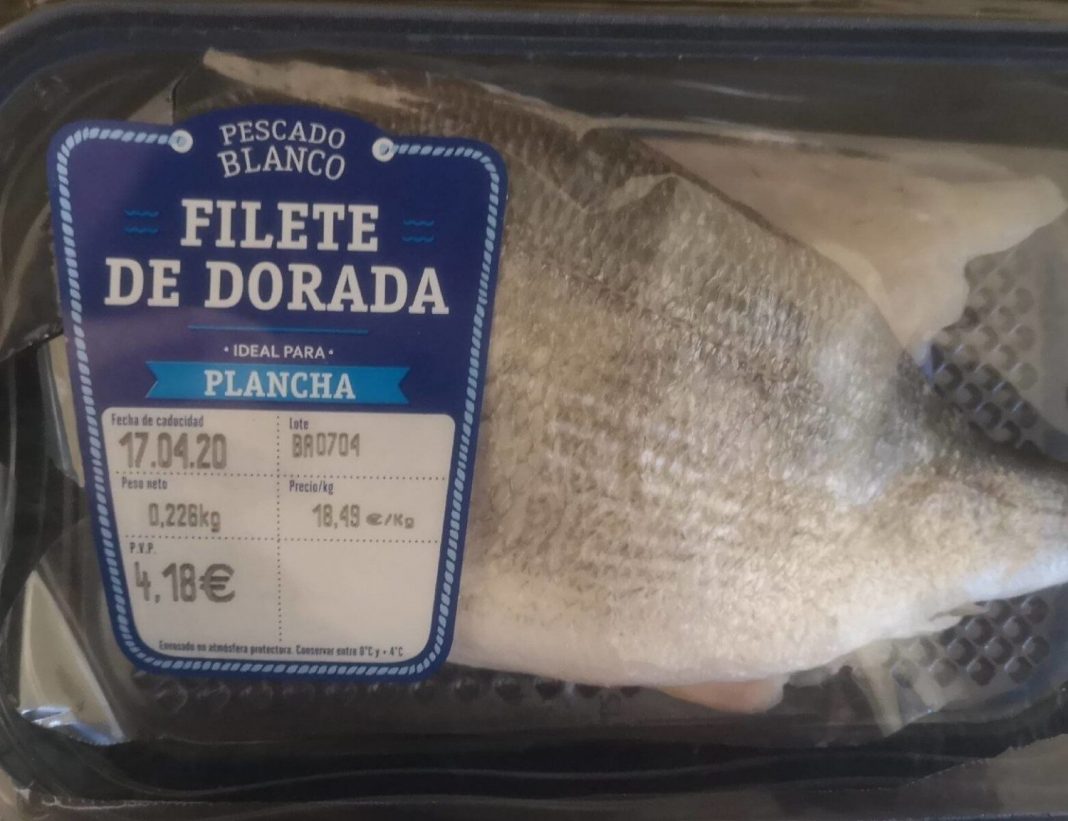 PESCADO
BLANCO
FILETE
DE DORADA
• IDEAL PARA •
PLANCHA
Fecha de caducidad
17.04.20
Lote
BA0704
Peso neto
0,226kg
Precio/kg
18,49 €/Kg
P.V.P.
4,18€
Envasado en atmósfera protectora. Conservar entre 0°C y + 4°C